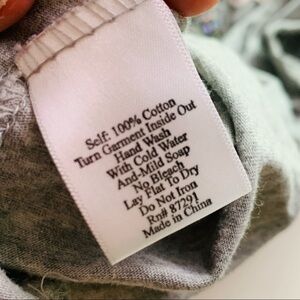 Self: 100% Cotton
Turn Garment Inside Out
Hand Wash
With Cold Water
And-Mild Soap
No Bleach
Lay Flat To Dry
Do Not Iron
Rn# 87291
Made in China